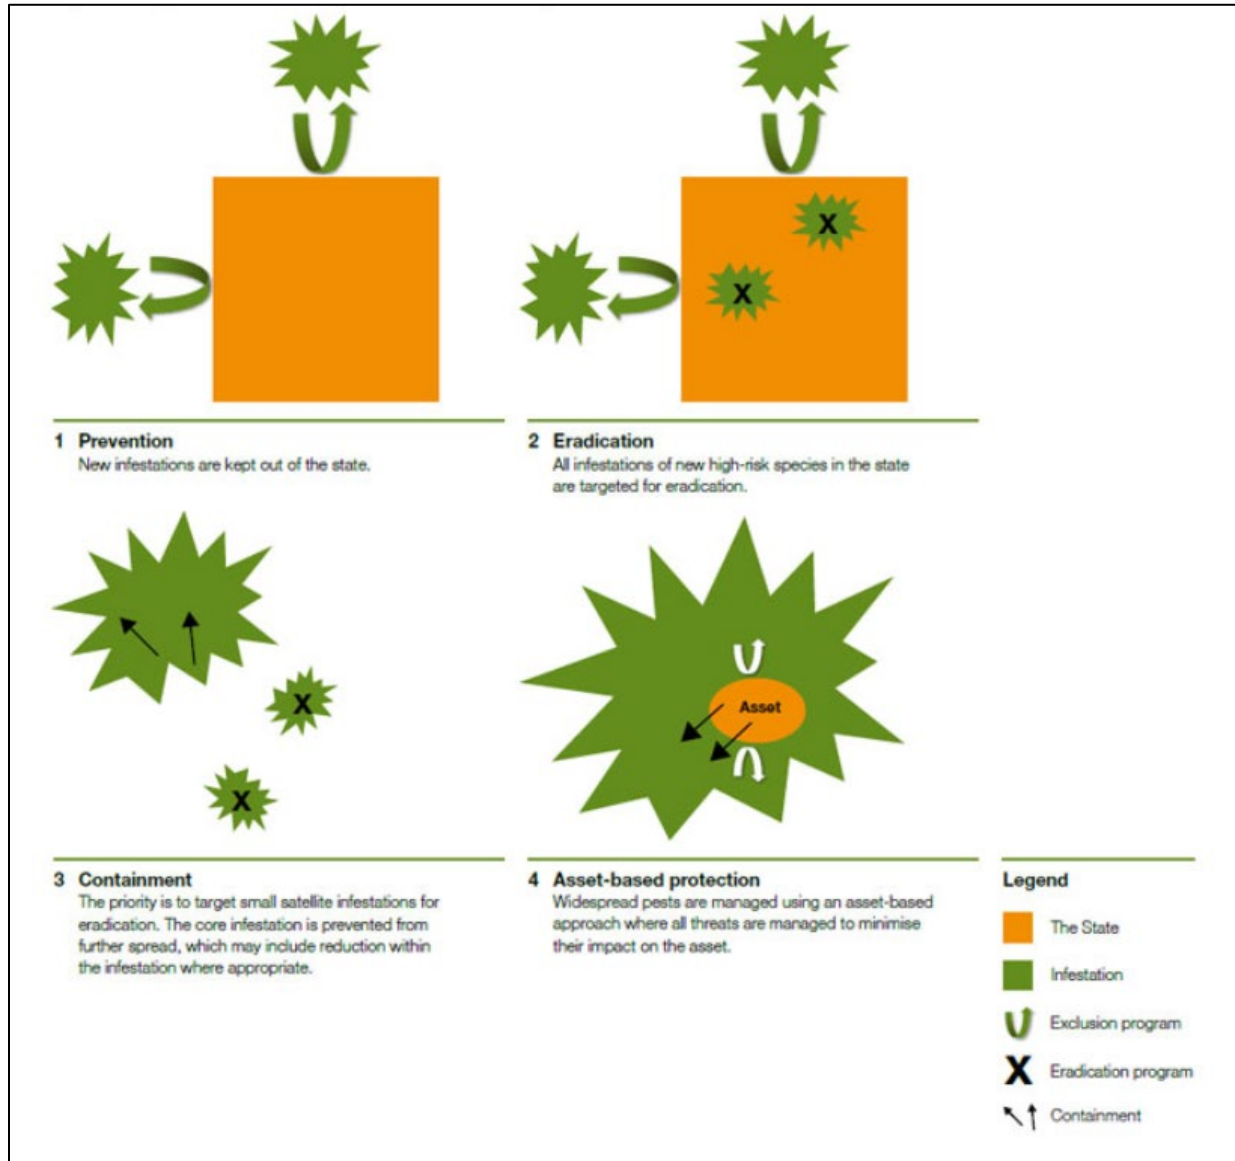 X
X
1 Prevention
New infestations are kept out of the state.
2 Eradication
All infestations of new high-risk species in the state
are targeted for eradication.
X
X
Asset
3 Containment
The priority is to target small satellite infestations for
eradication. The core infestation is prevented from
further spread, which may include reduction within
the infestation where appropriate.
4 Asset-based protection
Widespread pests are managed using an asset-based
approach where all threats are managed to minimise
their impact on the asset.
Legend
The State
Infestation
Exclusion program
X Eradication program
Containment